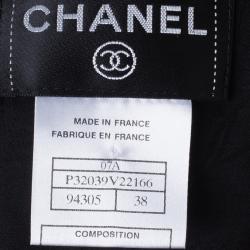 CHANEL
MADE IN FRANCE
FABRIQUE EN FRANCE
07A
P32039V22166
94305 38
COMPOSITION